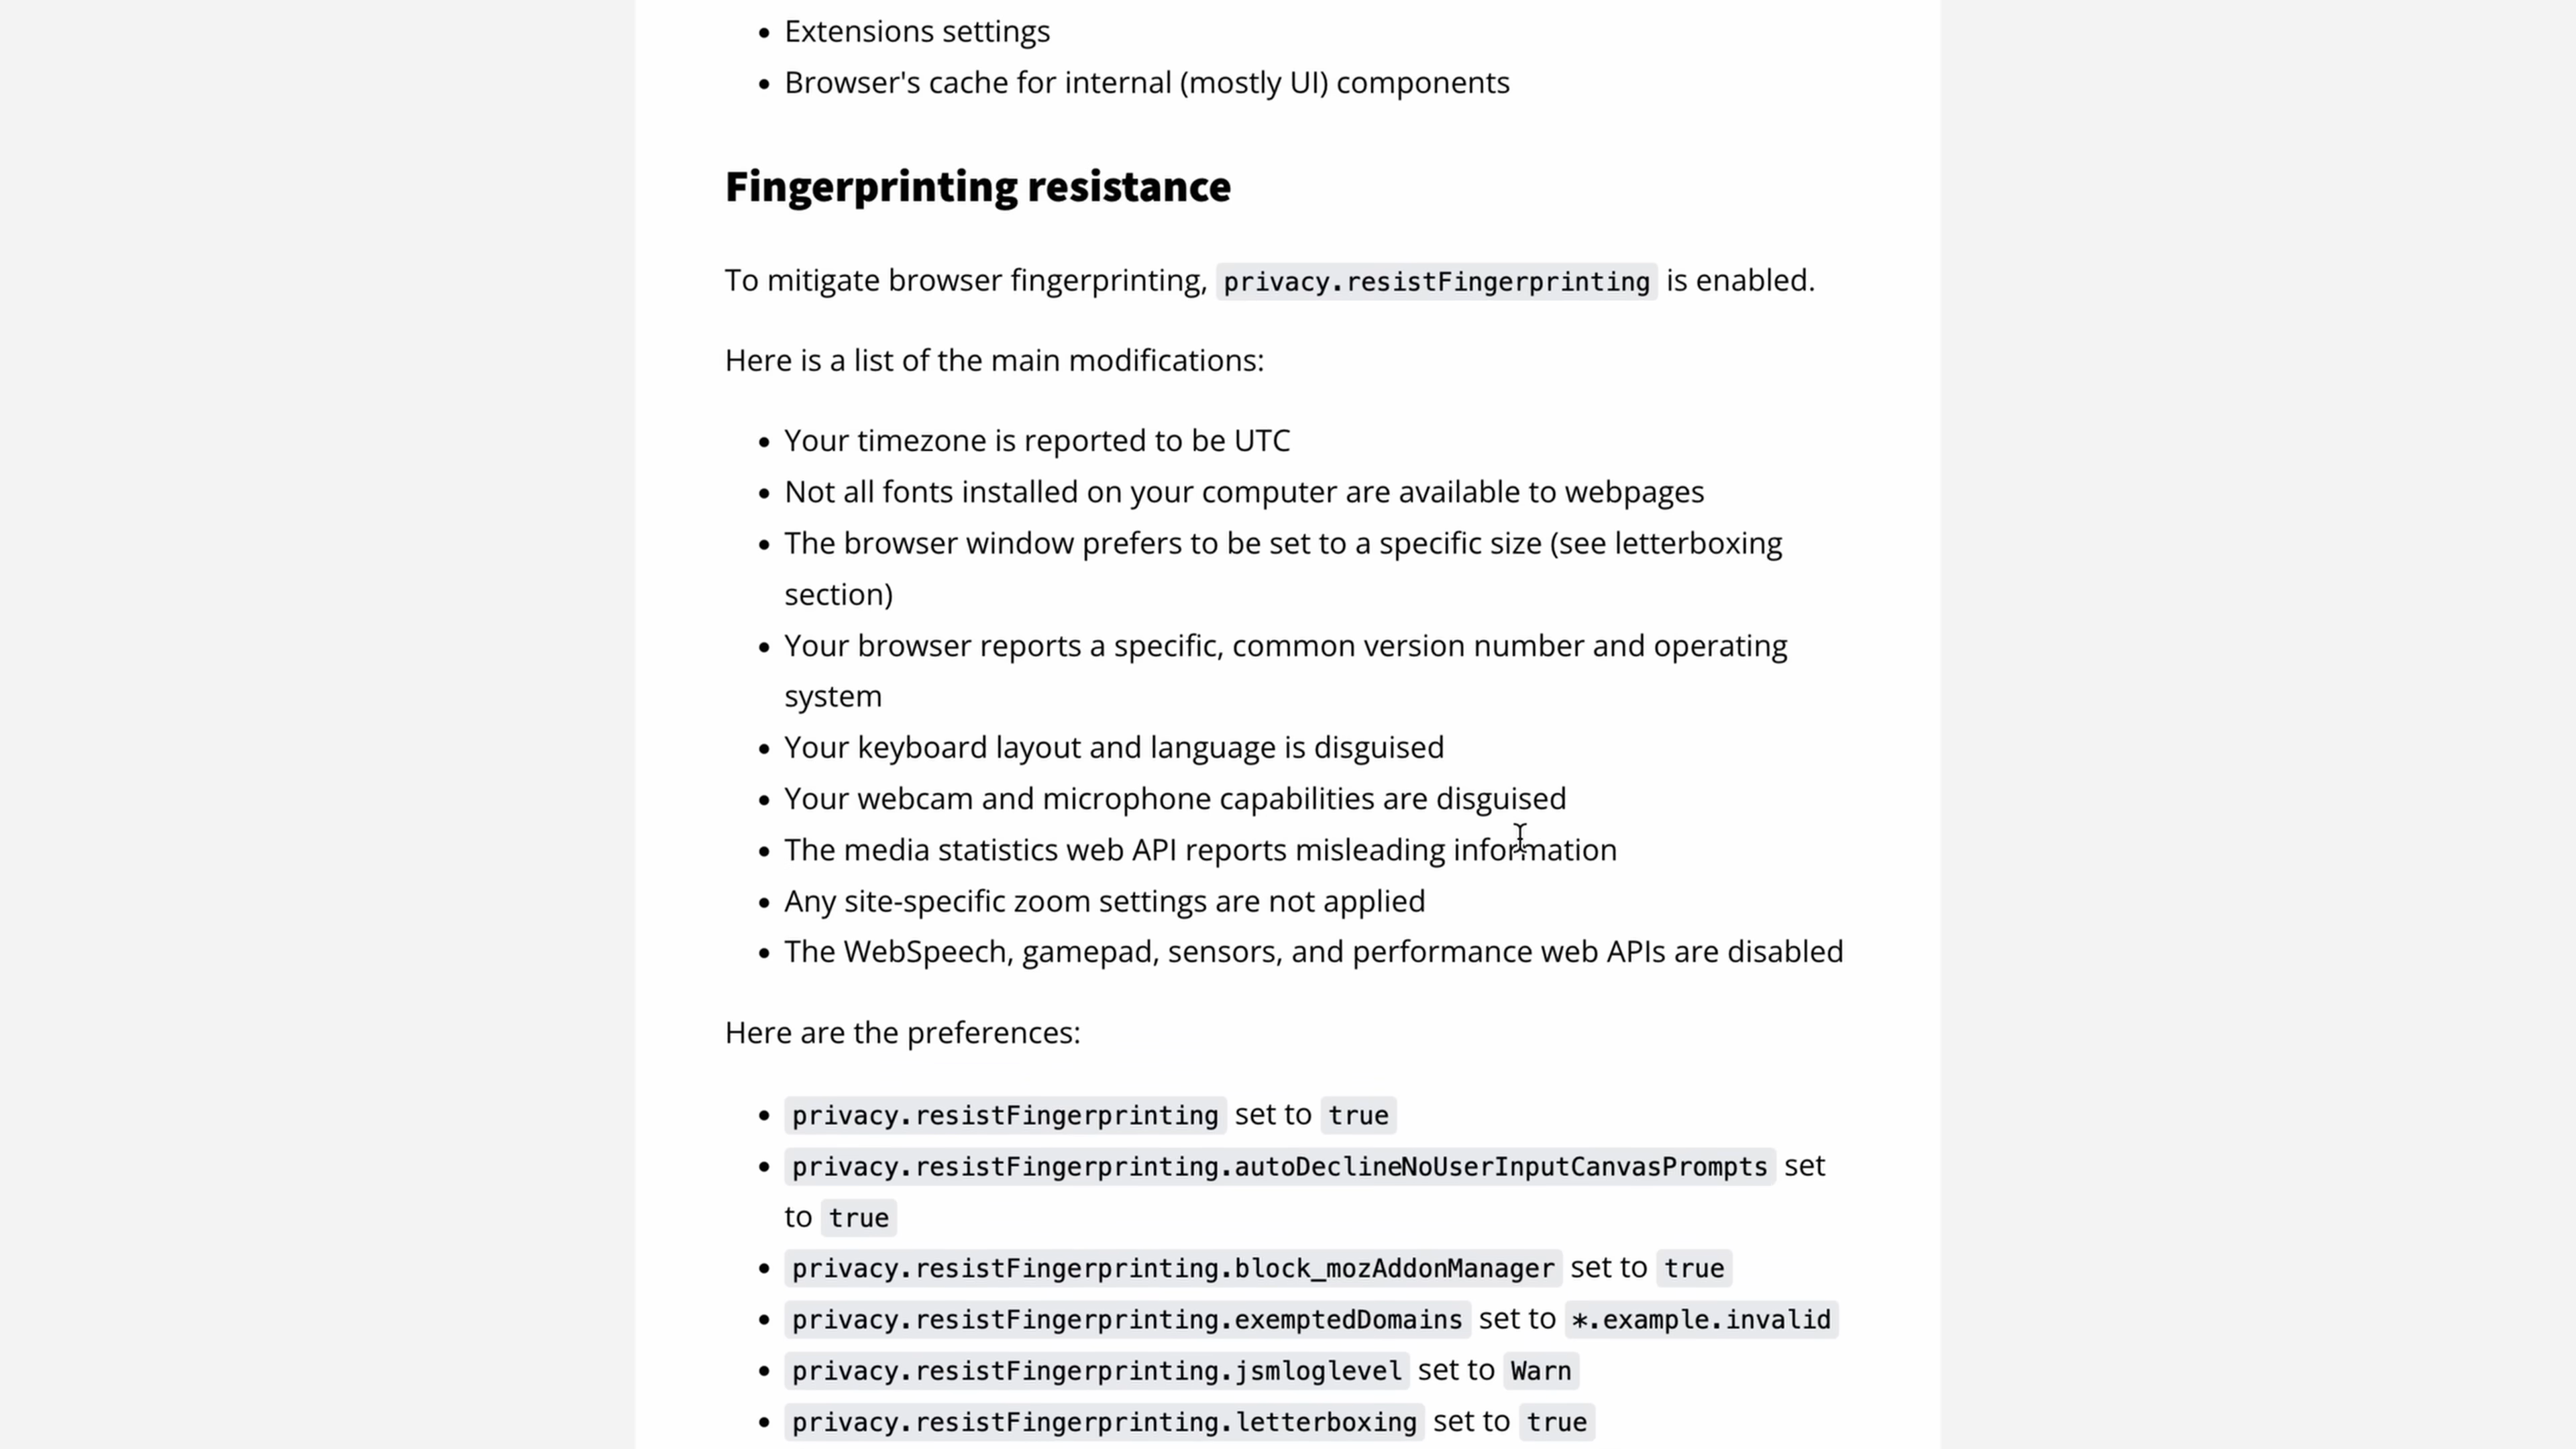 • Extensions settings
• Browser's cache for internal (mostly UI) components
Fingerprinting resistance
To mitigate browser fingerprinting, privacy.resistFingerprinting is enabled.
Here is a list of the main modifications:
• Your timezone is reported to be UTC
• Not all fonts installed on your computer are available to webpages
• The browser window prefers to be set to a specific size (see letterboxing
section)
• Your browser reports a specific, common version number and operating
system
• Your keyboard layout and language is disguised
• Your webcam and microphone capabilities are disguised
• The media statistics web API reports misleading information
• Any site-specific zoom settings are not applied
• The WebSpeech, gamepad, sensors, and performance web APIs are disabled
Here are the preferences:
• privacy.resistFingerprinting set to true
• privacy.resistFingerprinting.autoDeclineNoUserInputCanvasPrompts set
to true
• privacy.resistFingerprinting.block_mozAddonManager set to true
• privacy.resistFingerprinting.exemptedDomains set to *.example.invalid
• privacy.resistFingerprinting.jsmloglevel set to Warn
• privacy.resistFingerprinting.letterboxing set to true